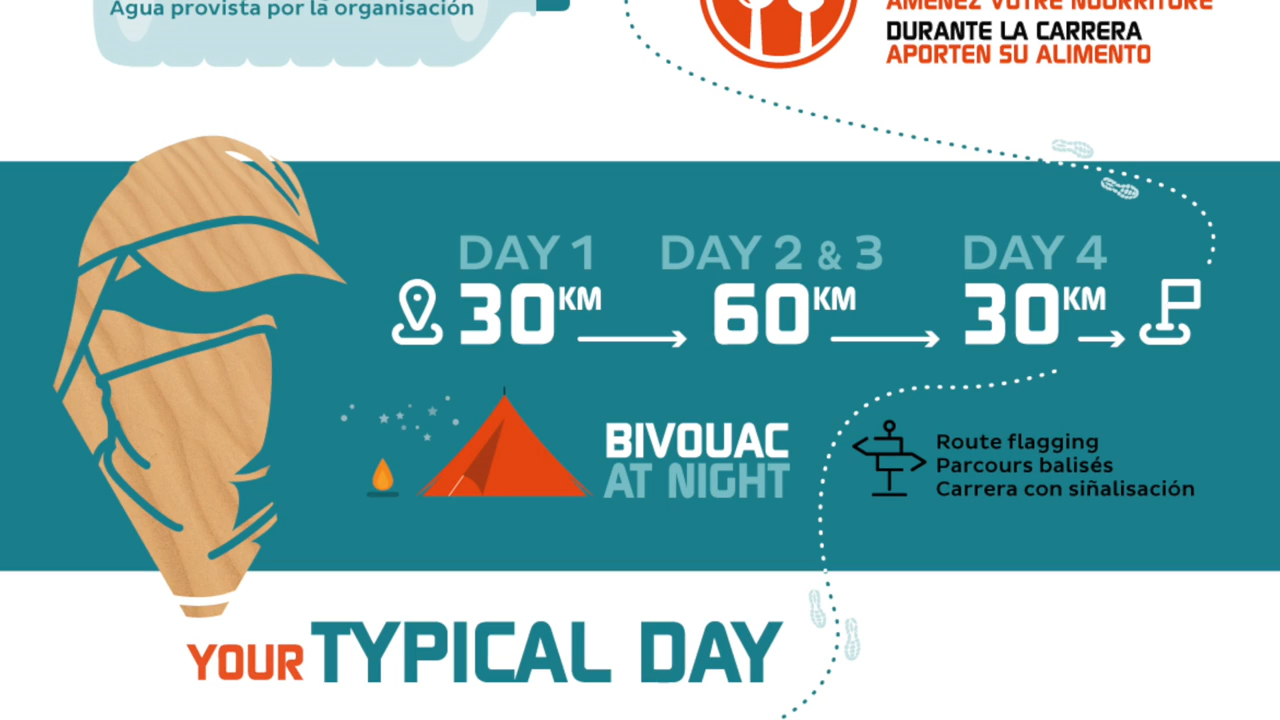 Agua provista por la organisación
AMENEZ VOTRE NOURRITURE
DURANTE LA CARRERA
APORTEN SU ALIMENTO
DAY 1
30KM
DAY 2 & 3
60KM
DAY 4
30KM
BIVOUAC
AT NIGHT
Route flagging
Parcours balisés
Carrera con siñalisación
YOUR TYPICAL DAY